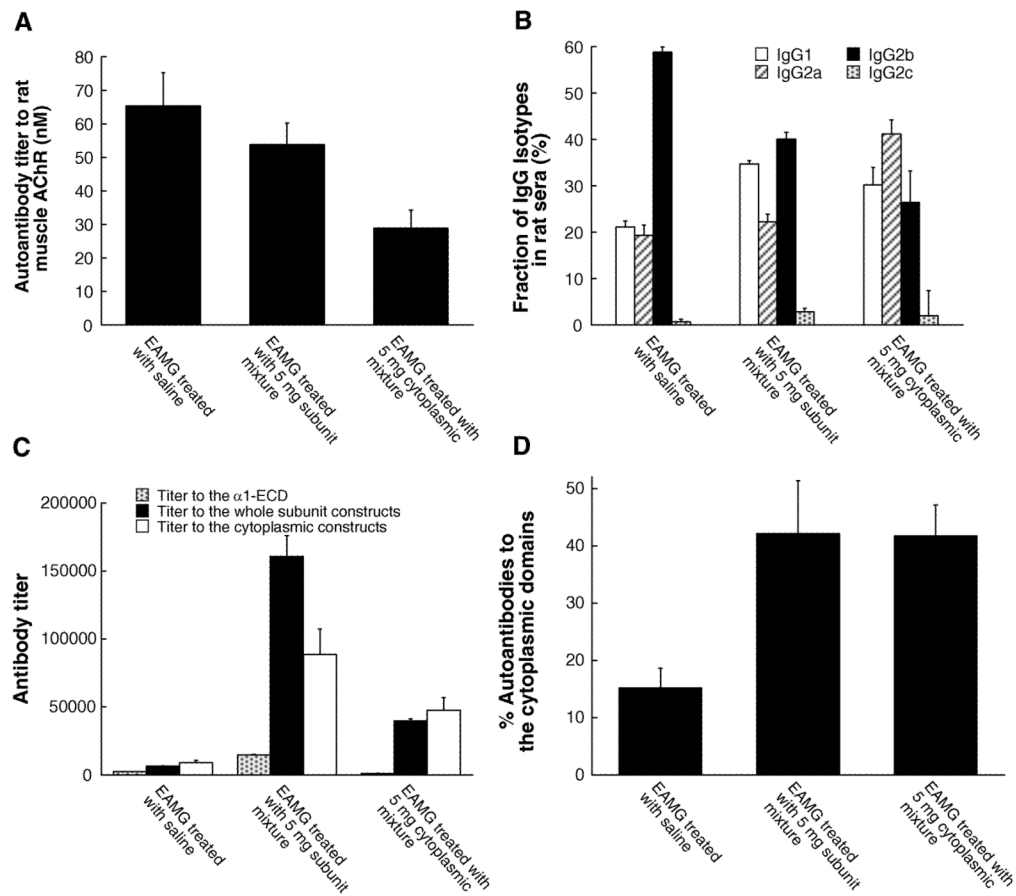 A
Autoantibody titer to rat
muscle AChR (nM)
80
70
60
50
40
30
20
10
0
EAMG treated
with saline
EAMG treated
with 5 mg subunit
mixture
EAMG treated with
5 mg cytoplasmic
mixture
B
Fraction of IgG Isotypes
in rat sera (%)
60
50
40
30
20
10
0
IgG1
IgG2b
IgG2a
IgG2c
EAMG treated
with saline
EAMG treated
with 5 mg subunit
mixture
EAMG treated with
5 mg cytoplasmic
mixture
C
Antibody titer
200000
150000
100000
50000
0
Titer to the α1-ECD
Titer to the whole subunit constructs
Titer to the cytoplasmic constructs
EAMG treated
with saline
EAMG treated
with 5 mg subunit
mixture
EAMG treated with
5 mg cytoplasmic
mixture
D
% Autoantibodies to
the cytoplasmic domains
50
40
30
20
10
0
EAMG treated
with saline
EAMG treated
with 5 mg subunit
mixture
EAMG treated with
5 mg cytoplasmic
mixture